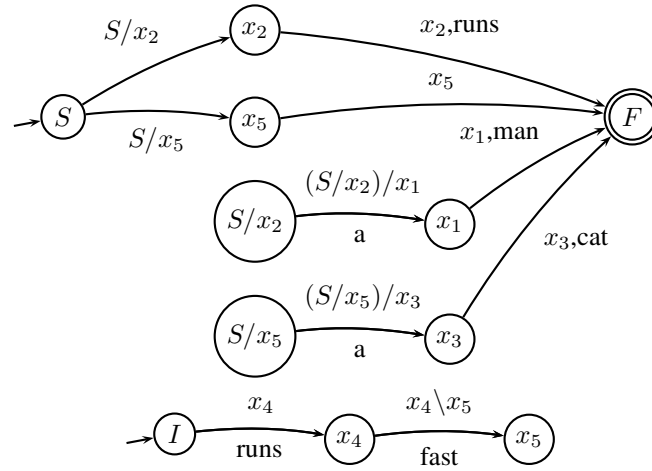 S/x₂
x₂
x₂,runs
S
x₅
F
S/x₅
x₅
x₁,man
(S/x₂)/x₁
S/x₂
a
x₁
x₃,cat
(S/x₅)/x₃
S/x₅
a
x₃
x₄
x₄\x₅
I
x₄
x₅
runs
fast